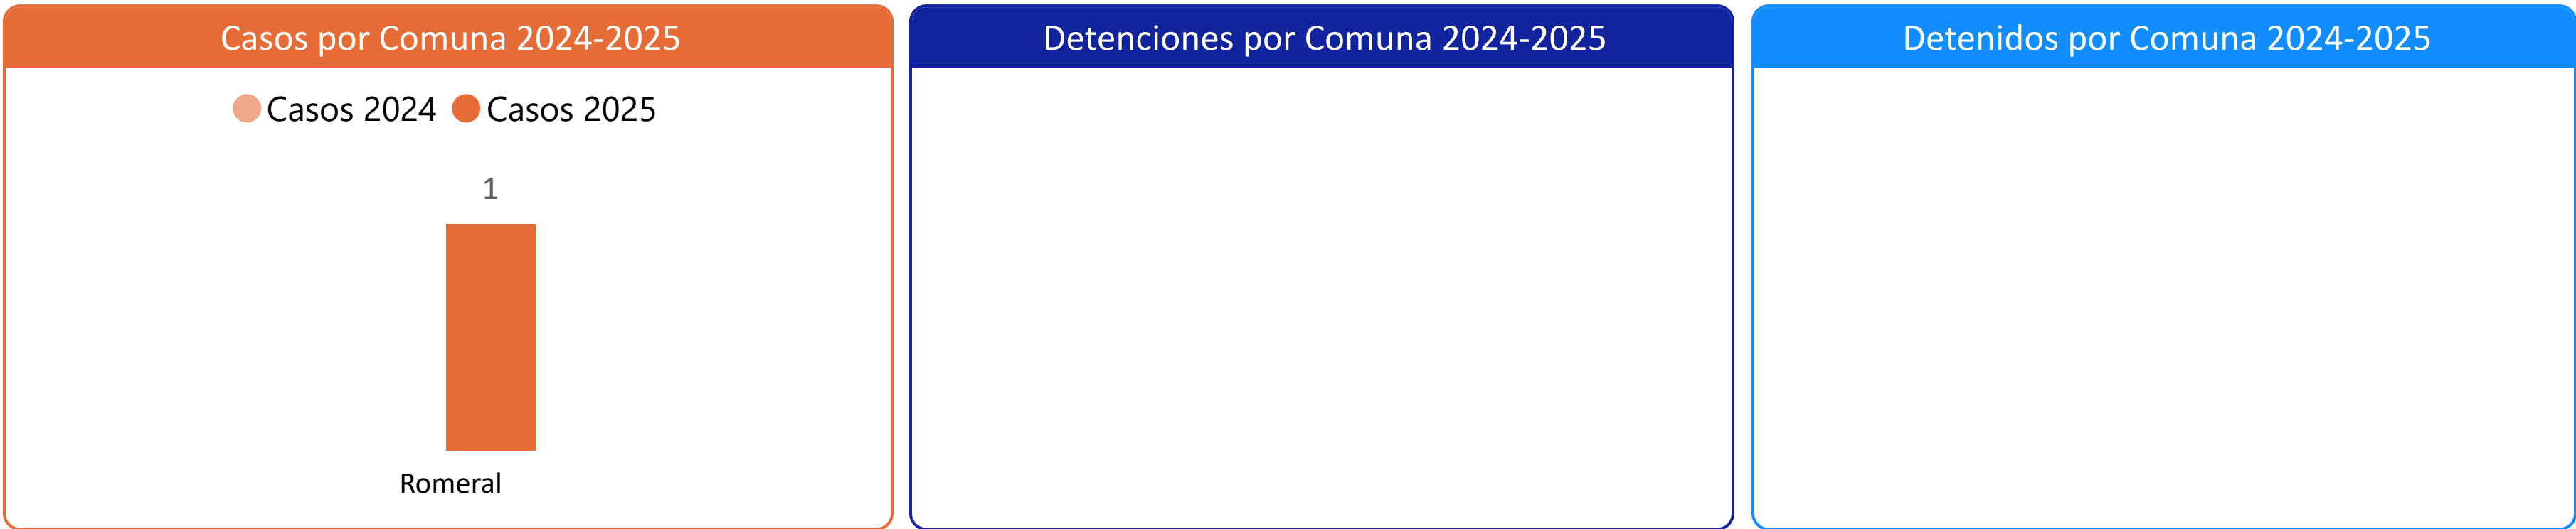 Casos por Comuna 2024-2025
Casos 2024 Casos 2025
1
Romeral
Detenciones por Comuna 2024-2025
Detenidos por Comuna 2024-2025